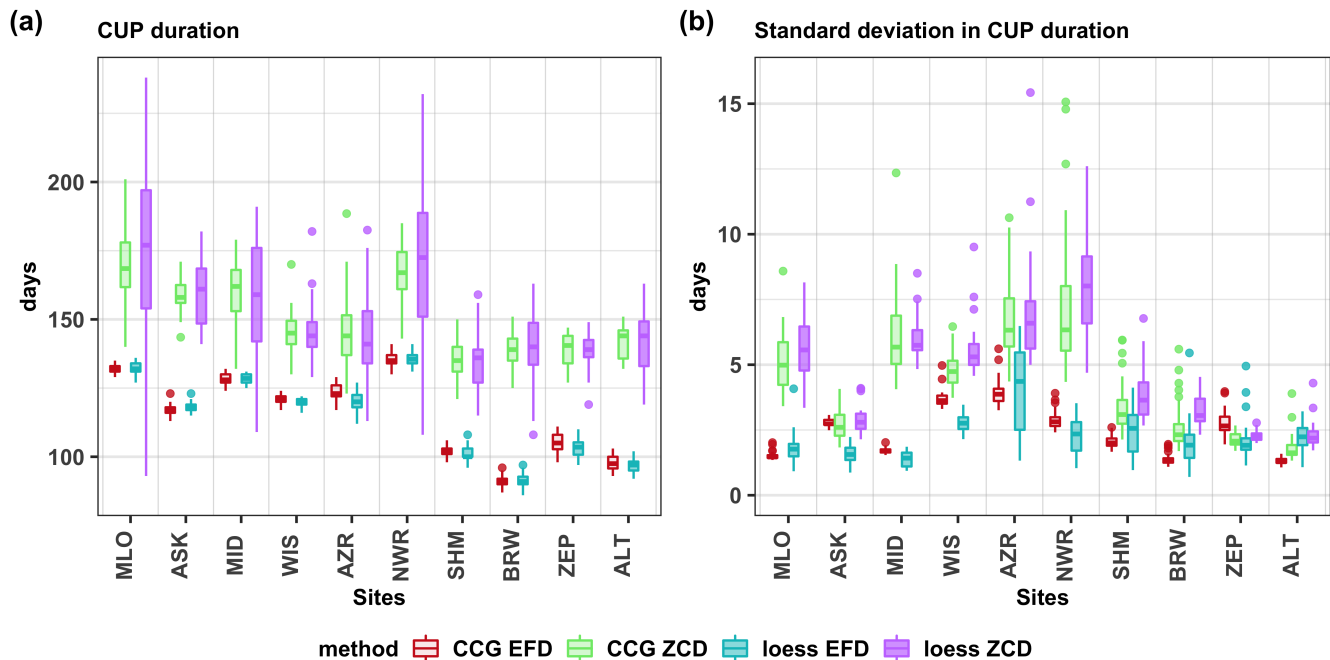 (a)
CUP duration
days
200
150
100
MLO
ASK
MID
WIS
AZR
NWR
SHM
BRW
ZEP
ALT
Sites
(b)
Standard deviation in CUP duration
days
15
10
5
0
MLO
ASK
MID
WIS
AZR
NWR
SHM
BRW
ZEP
ALT
Sites
method CCG EFD CCG ZCD loess EFD loess ZCD